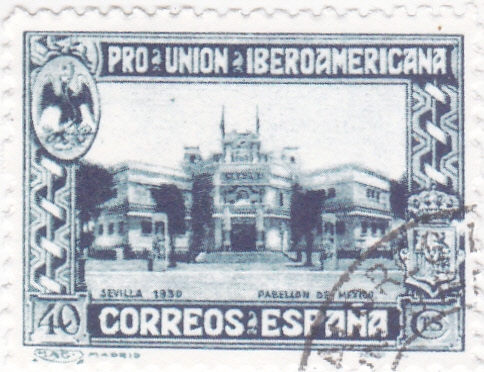 PRO UNION IBEROAMERICANA
SEVILLA 1930 PABELLON DE MEXICO
40 CORREOS ESPAÑA CTS
MADRID